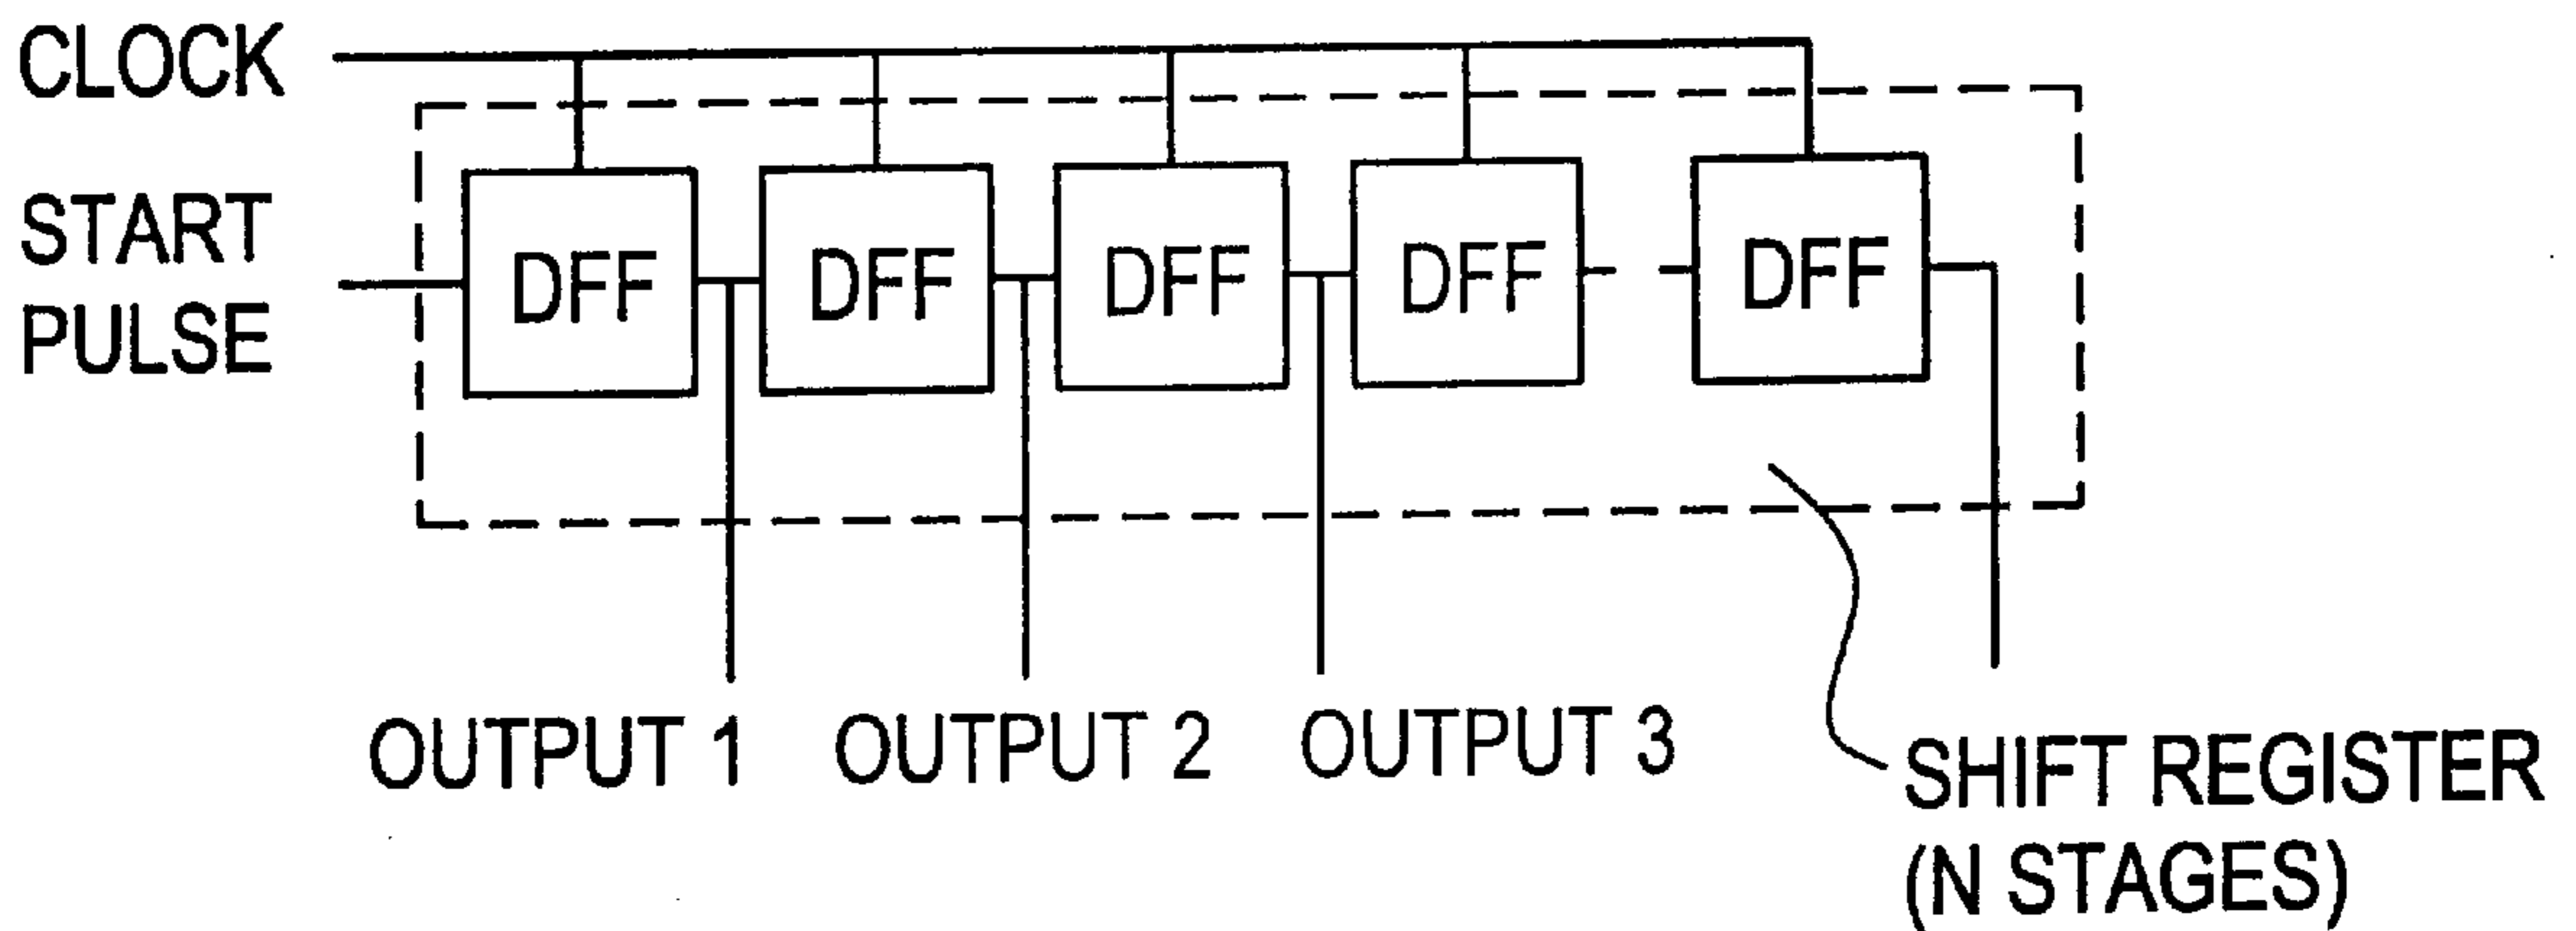 CLOCK
START
PULSE
DFF DFF DFF DFF DFF
OUTPUT 1 OUTPUT 2 OUTPUT 3
SHIFT REGISTER
(N STAGES)